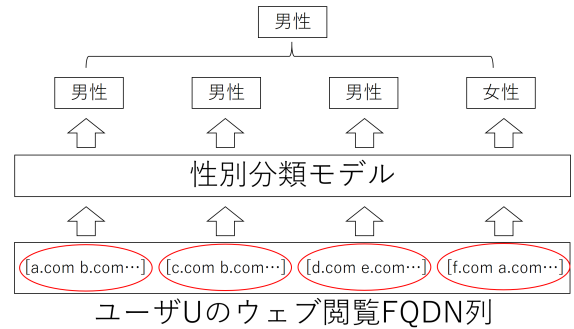 男性
男性 男性 男性 女性
性別分類モデル
[a.com b.com…] [c.com b.com…] [d.com e.com…] [f.com a.com…]
ユーザUのウェブ閲覧FQDN列